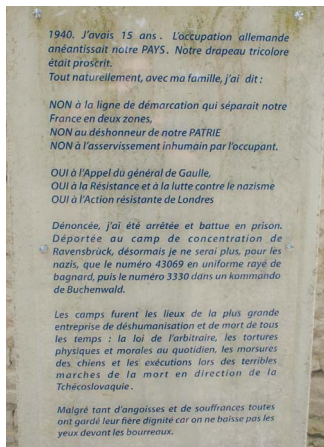 1940. J'avais 15 ans. L'occupation allemande
anéantissait notre PAYS. Notre drapeau tricolore
était proscrit.
Tout naturellement, avec ma famille, j'ai dit :
NON à la ligne de démarcation qui séparait notre
France en deux zones,
NON au déshonneur de notre PATRIE
NON à l'asservissement inhumain par l'occupant.
OUI à l'Appel du général de Gaulle,
OUI à la Résistance et à la lutte contre le nazisme
OUI à l'Action résistante de Londres
Dénoncée, j'ai été arrêtée et battue en prison.
Déportée au camp de concentration de
Ravensbrück, désormais je ne serai plus, pour les
nazis, que le numéro 43069 en uniforme rayé de
bagnard, puis le numéro 3330 dans un kommando
de Buchenwald.
Les camps furent les lieux de la plus grande
entreprise de déshumanisation et de mort de tous
les temps : la loi de l'arbitraire, les tortures
physiques et morales au quotidien, les morsures
des chiens et les exécutions lors des terribles
marches de la mort en direction de la
Tchécoslovaquie.
Malgré tant d'angoisses et de souffrances toutes
ont gardé leur fière dignité car on ne baisse pas les
yeux devant les bourreaux.